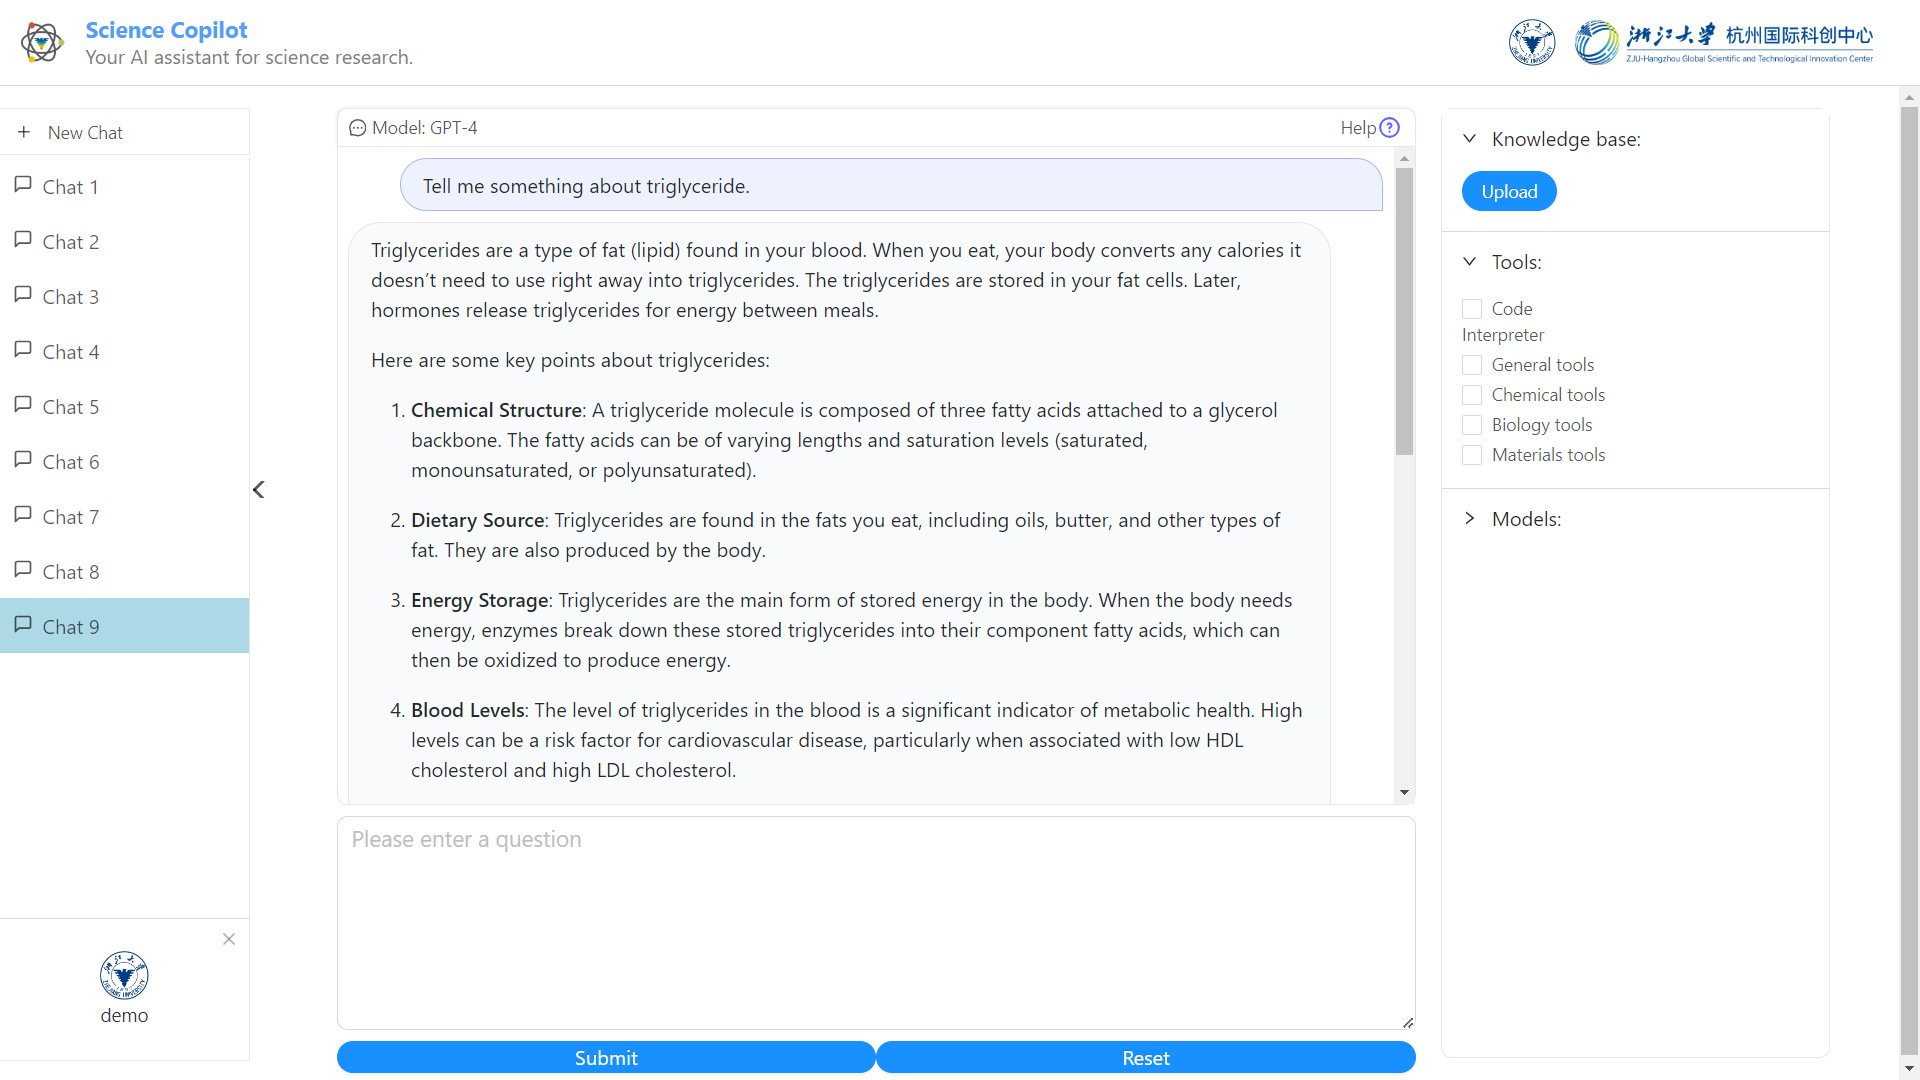 Science Copilot
Your AI assistant for science research.
浙江大学 杭州国际科创中心
ZJU-Hangzhou Global Scientific and Technological Innovation Center
New Chat
Chat 1
Chat 2
Chat 3
Chat 4
Chat 5
Chat 6
Chat 7
Chat 8
Chat 9
demo
Model: GPT-4
Help
Tell me something about triglyceride.
Triglycerides are a type of fat (lipid) found in your blood. When you eat, your body converts any calories it
doesn’t need to use right away into triglycerides. The triglycerides are stored in your fat cells. Later,
hormones release triglycerides for energy between meals.
Here are some key points about triglycerides:
1. Chemical Structure: A triglyceride molecule is composed of three fatty acids attached to a glycerol
backbone. The fatty acids can be of varying lengths and saturation levels (saturated,
monounsaturated, or polyunsaturated).
2. Dietary Source: Triglycerides are found in the fats you eat, including oils, butter, and other types of
fat. They are also produced by the body.
3. Energy Storage: Triglycerides are the main form of stored energy in the body. When the body needs
energy, enzymes break down these stored triglycerides into their component fatty acids, which can
then be oxidized to produce energy.
4. Blood Levels: The level of triglycerides in the blood is a significant indicator of metabolic health. High
levels can be a risk factor for cardiovascular disease, particularly when associated with low HDL
cholesterol and high LDL cholesterol.
Please enter a question
Submit
Reset
Knowledge base:
Upload
Tools:
Code
Interpreter
General tools
Chemical tools
Biology tools
Materials tools
Models: